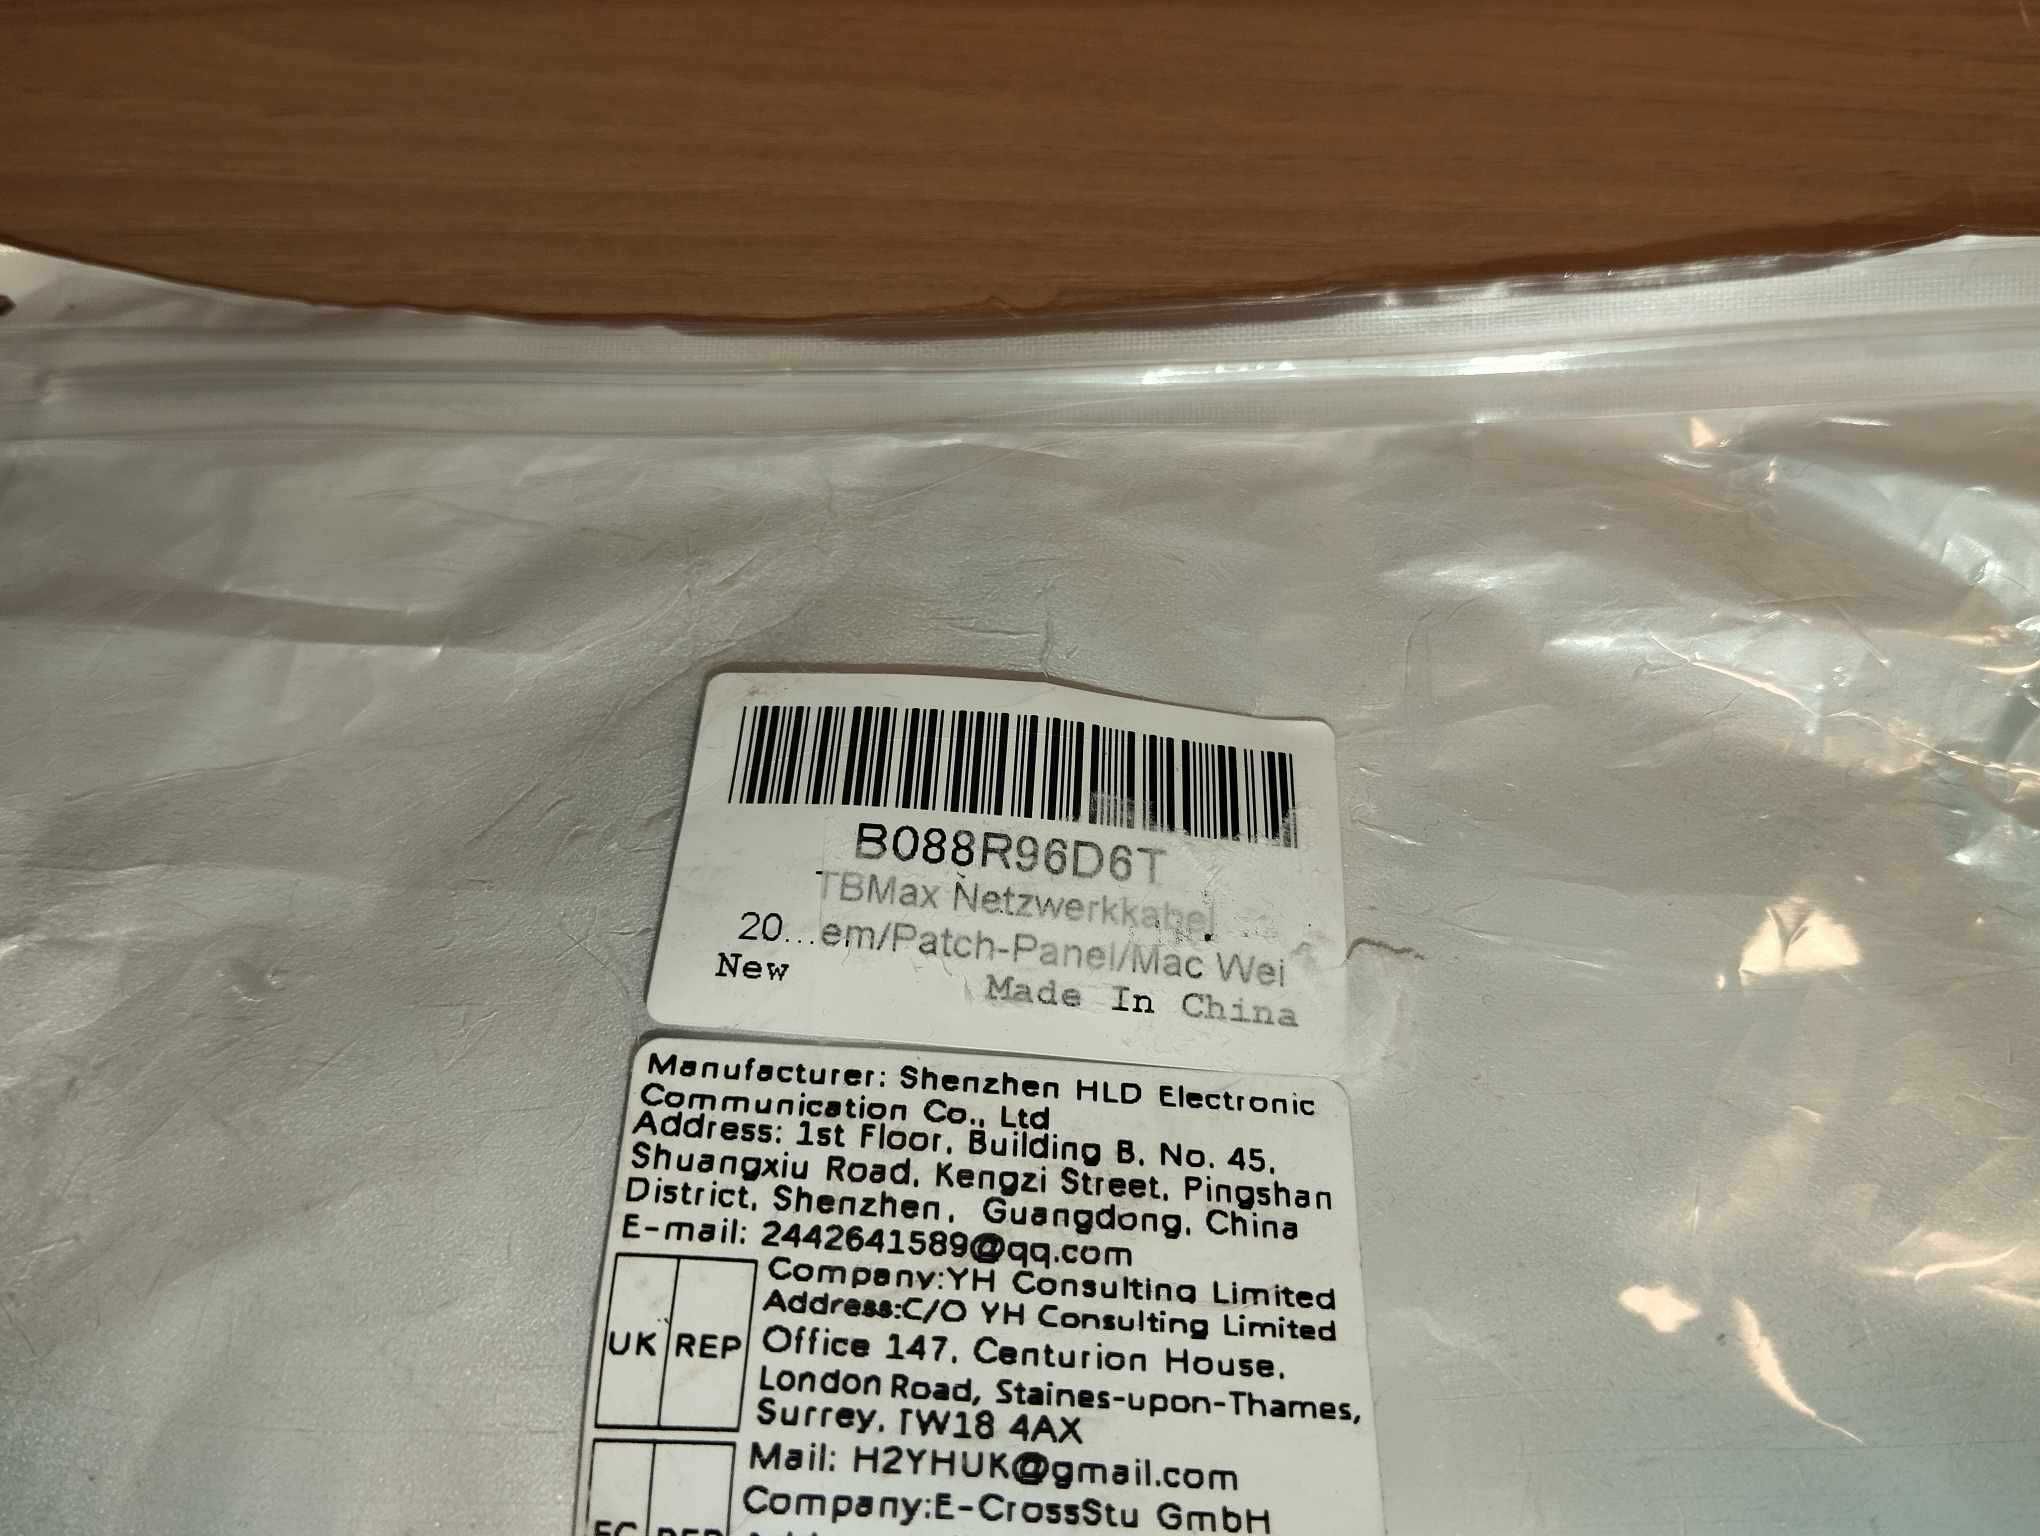 B088R96D6T
TBMax Netzwerkkabel
20...em/Patch-Panel/Mac Wei
New
Made In China
Manufacturer: Shenzhen HLD Electronic
Communication Co., Ltd
Address: 1st Floor, Building B, No. 45,
Shuangxiu Road, Kengzi Street, Pingshan
District, Shenzhen, Guangdong, China
E-mail: 2442641589@qq.com
UK REP
Company:YH Consulting Limited
Address:C/O YH Consulting Limited
Office 147, Centurion House,
London Road, Staines-upon-Thames,
Surrey, TW18 4AX
Mail: H2YHUK@gmail.com
Company:E-CrossStu GmbH